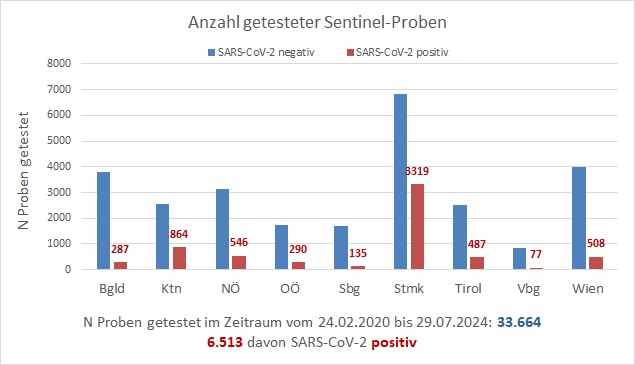 Anzahl getesteter Sentinel-Proben
SARS-CoV-2 negativ SARS-CoV-2 positiv
N Proben getestet
8000
7000
6000
5000
4000
3000
2000
1000
0
287 864 546 290 135 3319 487 77 508
Bgld Ktn NÖ OÖ Sbg Stmk Tirol Vbg Wien
N Proben getestet im Zeitraum vom 24.02.2020 bis 29.07.2024: 33.664
6.513 davon SARS-CoV-2 positiv